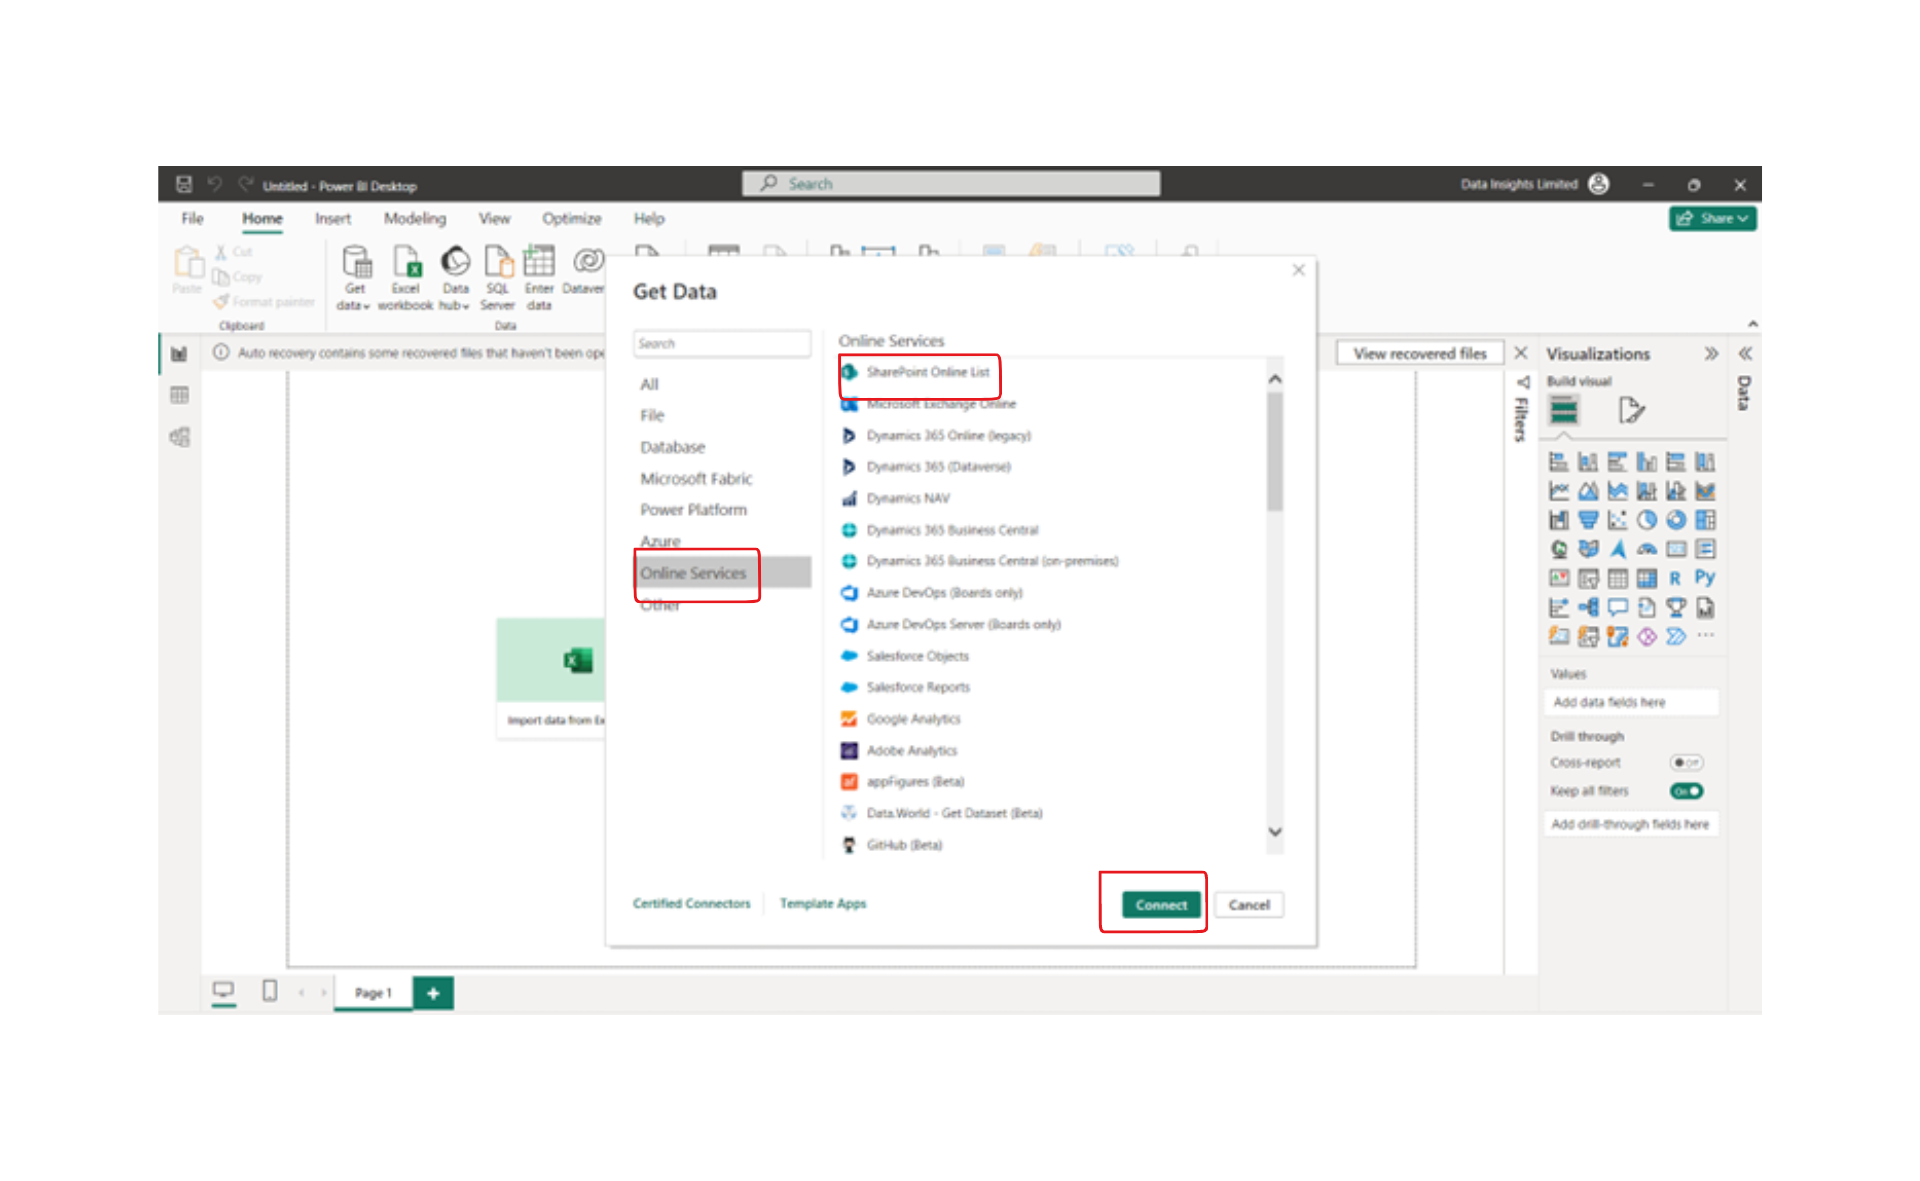 Untitled - Power BI Desktop
Search
Data Insights Limited
File
Home
Insert
Modeling
View
Optimize
Help
Share
Paste
Cut
Copy
Format painter
Clipboard
Get data
Excel workbook
Data hub
SQL Server
Enter data
Dataver
Data
Auto recovery contains some recovered files that haven't been ope
View recovered files
Get Data
Search
All
File
Database
Microsoft Fabric
Power Platform
Azure
Online Services
Other
Online Services
SharePoint Online List
Microsoft Exchange Online
Dynamics 365 Online (legacy)
Dynamics 365 (Dataverse)
Dynamics NAV
Dynamics 365 Business Central
Dynamics 365 Business Central (on-premises)
Azure DevOps (Boards only)
Azure DevOps Server (Boards only)
Salesforce Objects
Salesforce Reports
Google Analytics
Adobe Analytics
appFigures (Beta)
Data.World - Get Dataset (Beta)
GitHub (Beta)
Certified Connectors
Template Apps
Connect
Cancel
Import data from Ex
Filters
Visualizations
Build visual
R
Py
Values
Add data fields here
Drill through
Cross-report
Off
Keep all filters
On
Add drill-through fields here
Data
Page 1